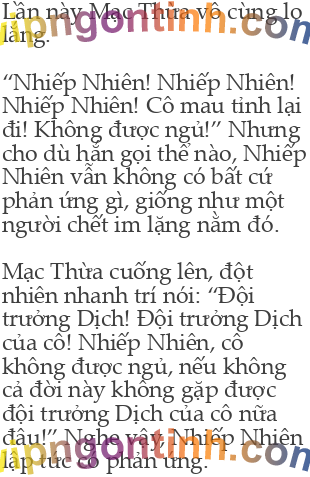 Lần này Mạc Thừa vô cùng lo
lắng.
“Nhiếp Nhiên! Nhiếp Nhiên!
Nhiếp Nhiên! Cô mau tỉnh lại
đi! Không được ngủ!” Nhưng
cho dù hắn gọi thế nào, Nhiếp
Nhiên vẫn không có bất cứ
phản ứng gì, giống như một
người chết im lặng nằm đó.
Mạc Thừa cuống lên, đột
nhiên nhanh trí nói: “Đội
trưởng Dịch! Đội trưởng Dịch
của cô! Nhiếp Nhiên, cô
không được ngủ, nếu không
cả đời này không gặp được
đội trưởng Dịch của cô nữa
đâu!” Nghe vậy, Nhiếp Nhiên
lập tức có phản ứng.
vipngontinh.com
vipngontinh.com